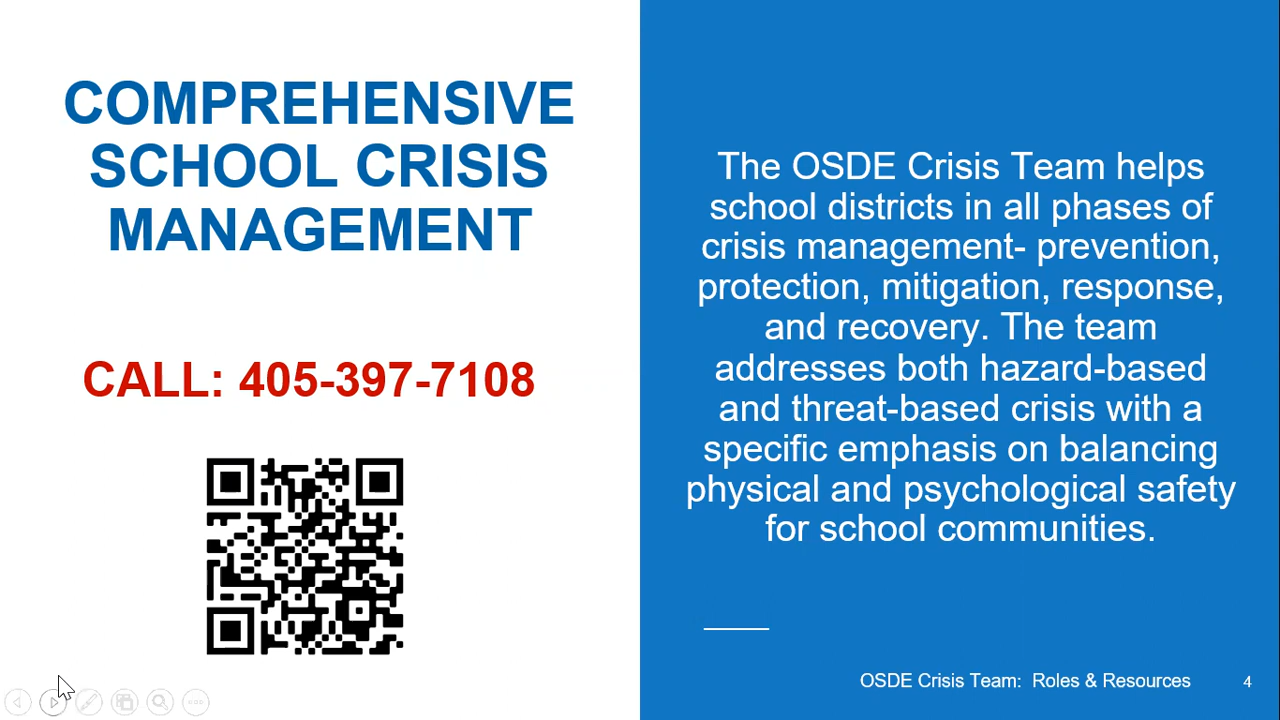 COMPREHENSIVE
SCHOOL CRISIS
MANAGEMENT
CALL: 405-397-7108
The OSDE Crisis Team helps
school districts in all phases of
crisis management- prevention,
protection, mitigation, response,
and recovery. The team
addresses both hazard-based
and threat-based crisis with a
specific emphasis on balancing
physical and psychological safety
for school communities.
OSDE Crisis Team:  Roles & Resources
4